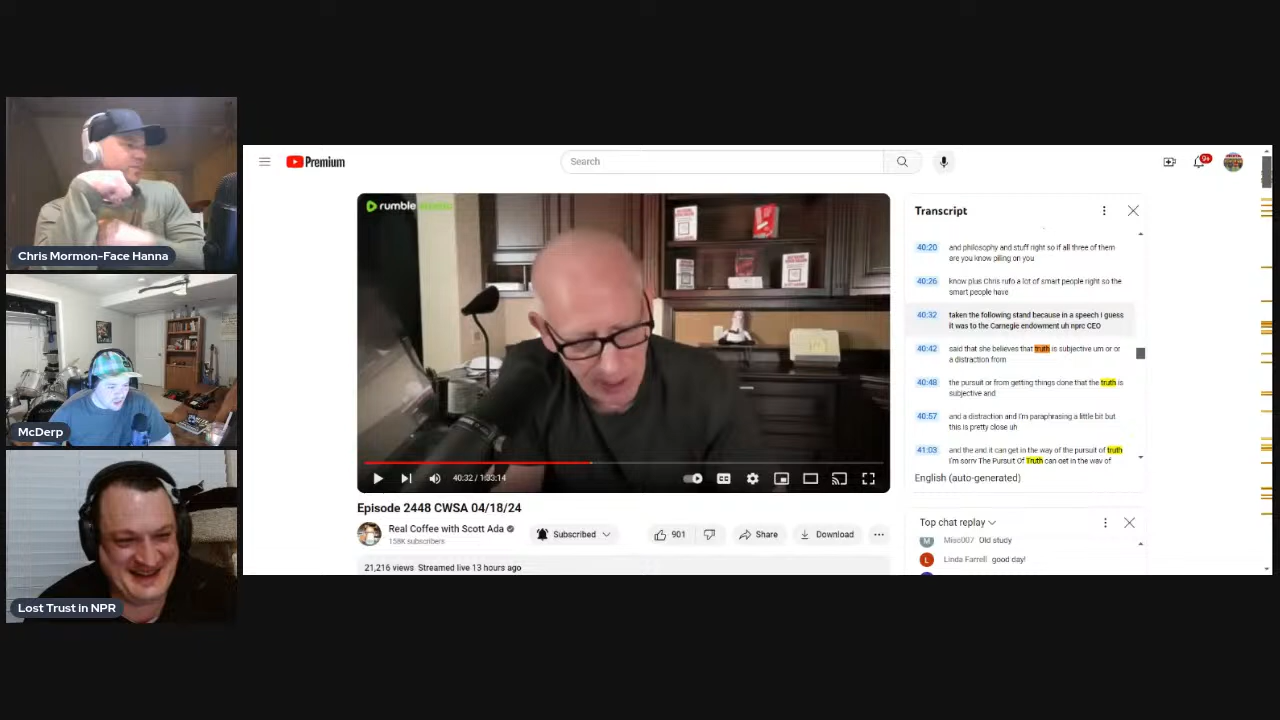 Chris Mormon-Face Hanna
McDerp
Lost Trust in NPR
Premium
Search
9+
rumble
Episode 2448 CWSA 04/18/24
40:32 / 1:33:14
Real Coffee with Scott Ada
158K subscribers
Subscribed
901
Share
Download
21,216 views Streamed live 13 hours ago
Transcript
40:20 and philosophy and stuff right so if all three of them
are you know piling on you
40:26 know plus Chris rufo a lot of smart people right so the
smart people have
40:32 taken the following stand because in a speech I guess
it was to the Carnegie endowment uh nprc CEO
40:42 said that she believes that truth is subjective um or or
a distraction from
40:48 the pursuit or from getting things done that the truth is
subjective and
40:57 and a distraction and I'm paraphrasing a little bit but
this is pretty close uh
41:03 and the and it can get in the way of the pursuit of truth
I'm sorry The Pursuit Of Truth can get in the way of
English (auto-generated)
Top chat replay
Misc007 Old study
Linda Farrell good day!